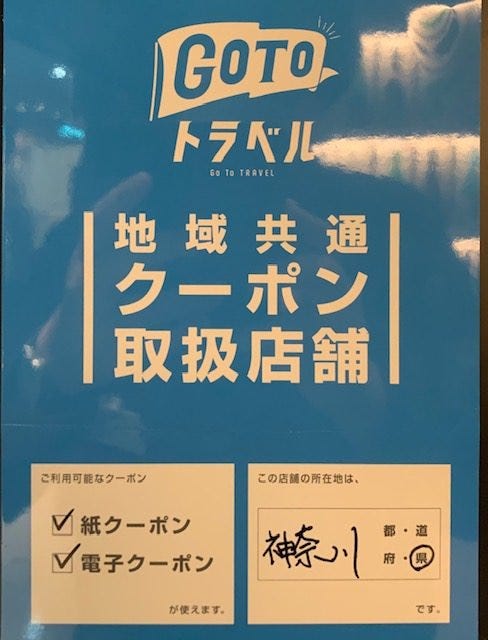 GOTO
トラベル
Go To TRAVEL
地域共通
クーポン
取扱店舗
ご利用可能なクーポン
紙クーポン
電子クーポン
が使えます。
この店舗の所在地は、
神奈川
都・道
府・県
です。